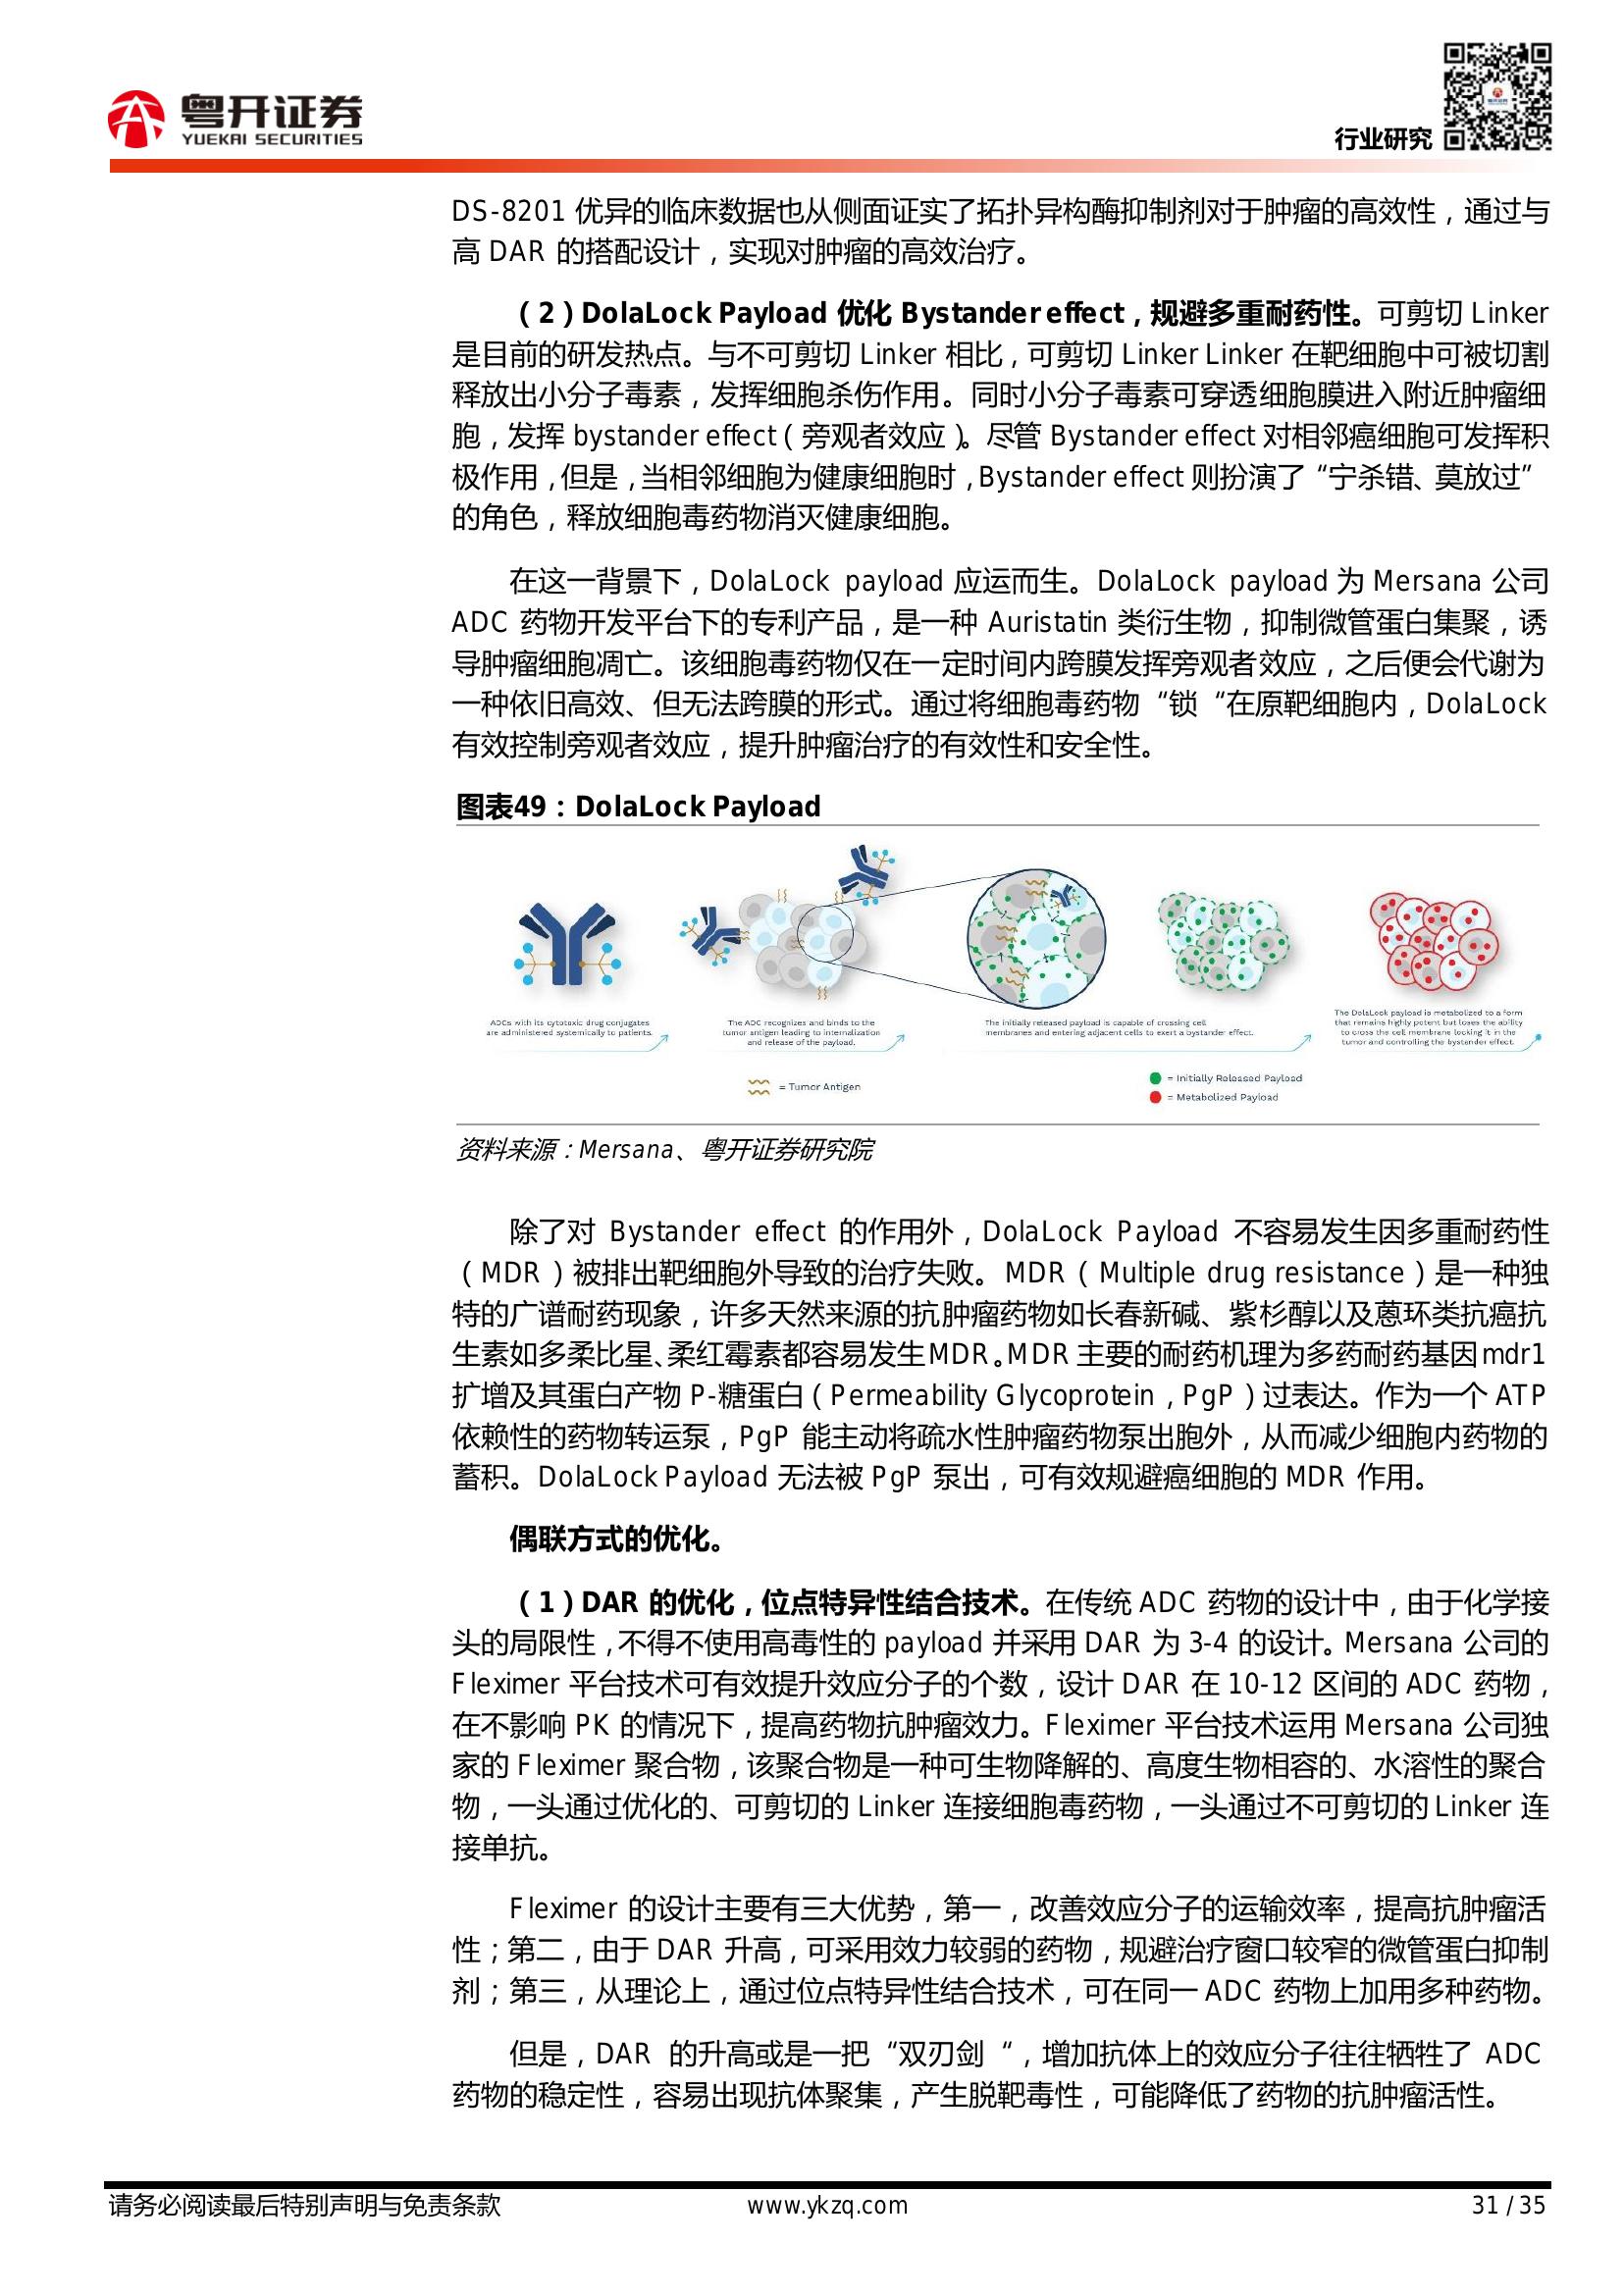 粤开证券
YUEKAI SECURITIES
行业研究
DS-8201 优异的临床数据也从侧面证实了拓扑异构酶抑制剂对于肿瘤的高效性，通过与
高 DAR 的搭配设计，实现对肿瘤的高效治疗。
（2）DolaLock Payload 优化 Bystander effect，规避多重耐药性。可剪切 Linker
是目前的研发热点。与不可剪切 Linker 相比，可剪切 Linker Linker 在靶细胞中可被切割
释放出小分子毒素，发挥细胞杀伤作用。同时小分子毒素可穿透细胞膜进入附近肿瘤细
胞，发挥 bystander effect（旁观者效应）。尽管 Bystander effect 对相邻癌细胞可发挥积
极作用，但是，当相邻细胞为健康细胞时，Bystander effect 则扮演了“宁杀错、莫放过”
的角色，释放细胞毒药物消灭健康细胞。
在这一背景下，DolaLock payload 应运而生。DolaLock payload 为 Mersana 公司
ADC 药物开发平台下的专利产品，是一种 Auristatin 类衍生物，抑制微管蛋白集聚，诱
导肿瘤细胞凋亡。该细胞毒药物仅在一定时间内跨膜发挥旁观者效应，之后便会代谢为
一种依旧高效、但无法跨膜的形式。通过将细胞毒药物“锁“在原靶细胞内，DolaLock
有效控制旁观者效应，提升肿瘤治疗的有效性和安全性。
图表49：DolaLock Payload
ADCs with its cytotoxic drug conjugates
are administered systemically to patients.
The ADC recognizes and binds to the
tumor antigen leading to internalization
and release of the payload.
The initially released payload is capable of crossing cell
membranes and entering adjacent cells to exert a bystander effect.
The DolaLock payload is metabolized to a form
that remains highly potent but loses the ability
to cross the cell membrane locking it in the
tumor and controlling the bystander effect.
= Tumor Antigen
= Initially Released Payload
= Metabolized Payload
资料来源：Mersana、粤开证券研究院
除了对 Bystander effect 的作用外，DolaLock Payload 不容易发生因多重耐药性
（MDR）被排出靶细胞外导致的治疗失败。MDR（Multiple drug resistance）是一种独
特的广谱耐药现象，许多天然来源的抗肿瘤药物如长春新碱、紫杉醇以及蒽环类抗癌抗
生素如多柔比星、柔红霉素都容易发生MDR。MDR 主要的耐药机理为多药耐药基因 mdr1
扩增及其蛋白产物 P-糖蛋白（Permeability Glycoprotein，PgP）过表达。作为一个 ATP
依赖性的药物转运泵，PgP 能主动将疏水性肿瘤药物泵出胞外，从而减少细胞内药物的
蓄积。DolaLock Payload 无法被 PgP 泵出，可有效规避癌细胞的 MDR 作用。
偶联方式的优化。
（1）DAR 的优化，位点特异性结合技术。在传统 ADC 药物的设计中，由于化学接
头的局限性，不得不使用高毒性的 payload 并采用 DAR 为 3-4 的设计。Mersana 公司的
Fleximer 平台技术可有效提升效应分子的个数，设计 DAR 在 10-12 区间的 ADC 药物，
在不影响 PK 的情况下，提高药物抗肿瘤效力。Fleximer 平台技术运用 Mersana 公司独
家的 Fleximer 聚合物，该聚合物是一种可生物降解的、高度生物相容的、水溶性的聚合
物，一头通过优化的、可剪切的 Linker 连接细胞毒药物，一头通过不可剪切的 Linker 连
接单抗。
Fleximer 的设计主要有三大优势，第一，改善效应分子的运输效率，提高抗肿瘤活
性；第二，由于 DAR 升高，可采用效力较弱的药物，规避治疗窗口较窄的微管蛋白抑制
剂；第三，从理论上，通过位点特异性结合技术，可在同一 ADC 药物上加用多种药物。
但是，DAR 的升高或是一把“双刃剑“，增加抗体上的效应分子往往牺牲了 ADC
药物的稳定性，容易出现抗体聚集，产生脱靶毒性，可能降低了药物的抗肿瘤活性。
请务必阅读最后特别声明与免责条款
www.ykzq.com
31 / 35